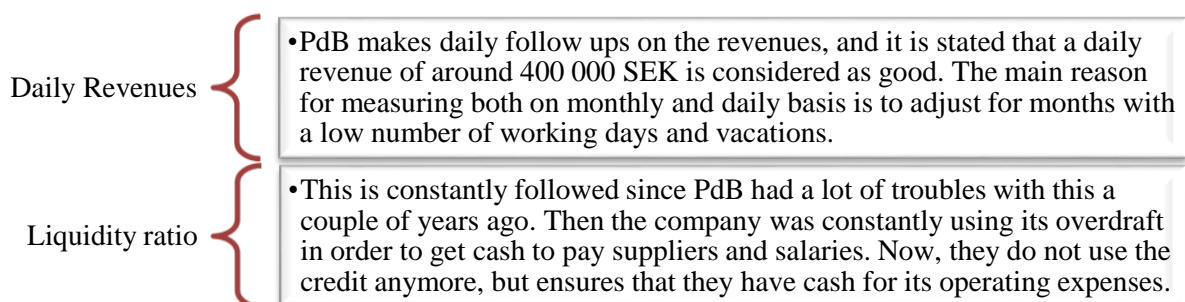 Daily Revenues
•PdB makes daily follow ups on the revenues, and it is stated that a daily
revenue of around 400 000 SEK is considered as good. The main reason
for measuring both on monthly and daily basis is to adjust for months with
a low number of working days and vacations.
Liquidity ratio
•This is constantly followed since PdB had a lot of troubles with this a
couple of years ago. Then the company was constantly using its overdraft
in order to get cash to pay suppliers and salaries. Now, they do not use the
credit anymore, but ensures that they have cash for its operating expenses.